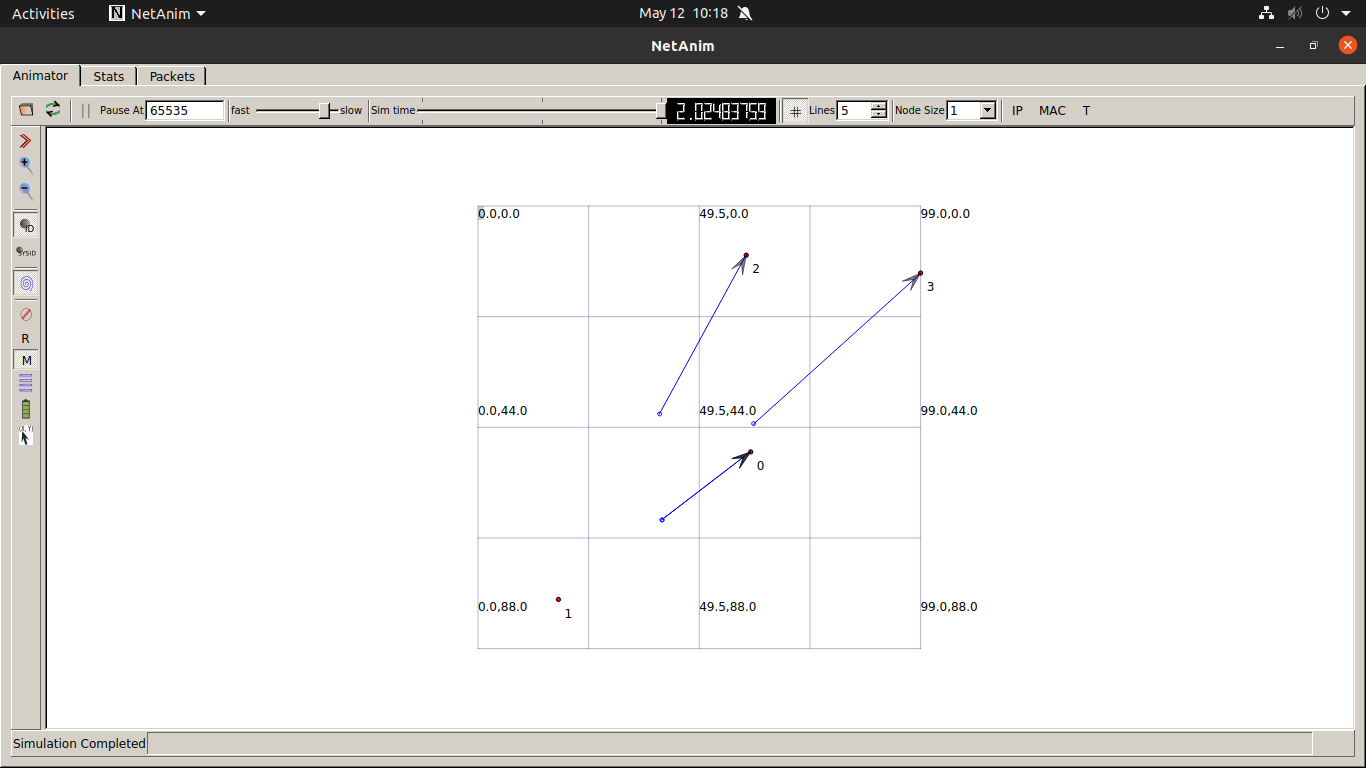 Activities NetAnim May 12 10:18
NetAnim
Animator Stats Packets
Pause At 65535 fast slow Sim time 2.02483759 Lines 5 Node Size 1 IP MAC T
ID
SYSID
R
M
(X, Y)
0.0,0.0 49.5,0.0 99.0,0.0
2
3
0.0,44.0 49.5,44.0 99.0,44.0
0
0.0,88.0 49.5,88.0 99.0,88.0
1
Simulation Completed